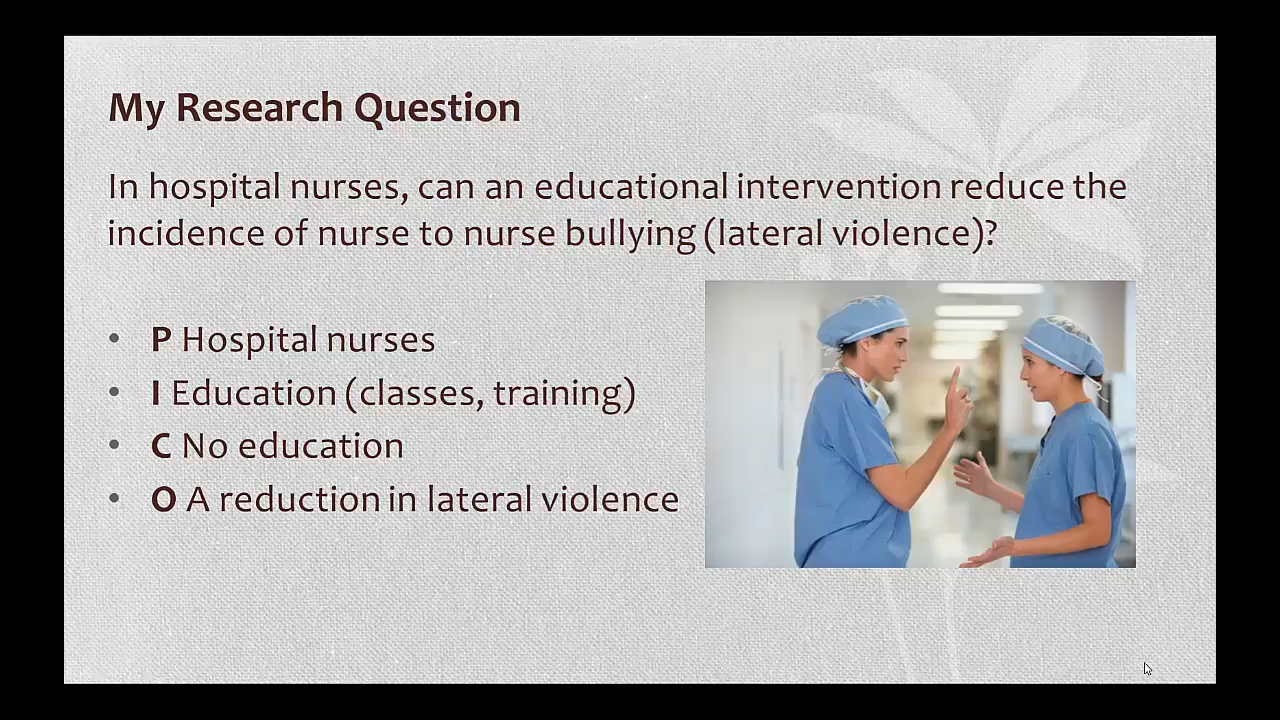 My Research Question
In hospital nurses, can an educational intervention reduce the
incidence of nurse to nurse bullying (lateral violence)?
• P Hospital nurses
• I Education (classes, training)
• C No education
• O A reduction in lateral violence